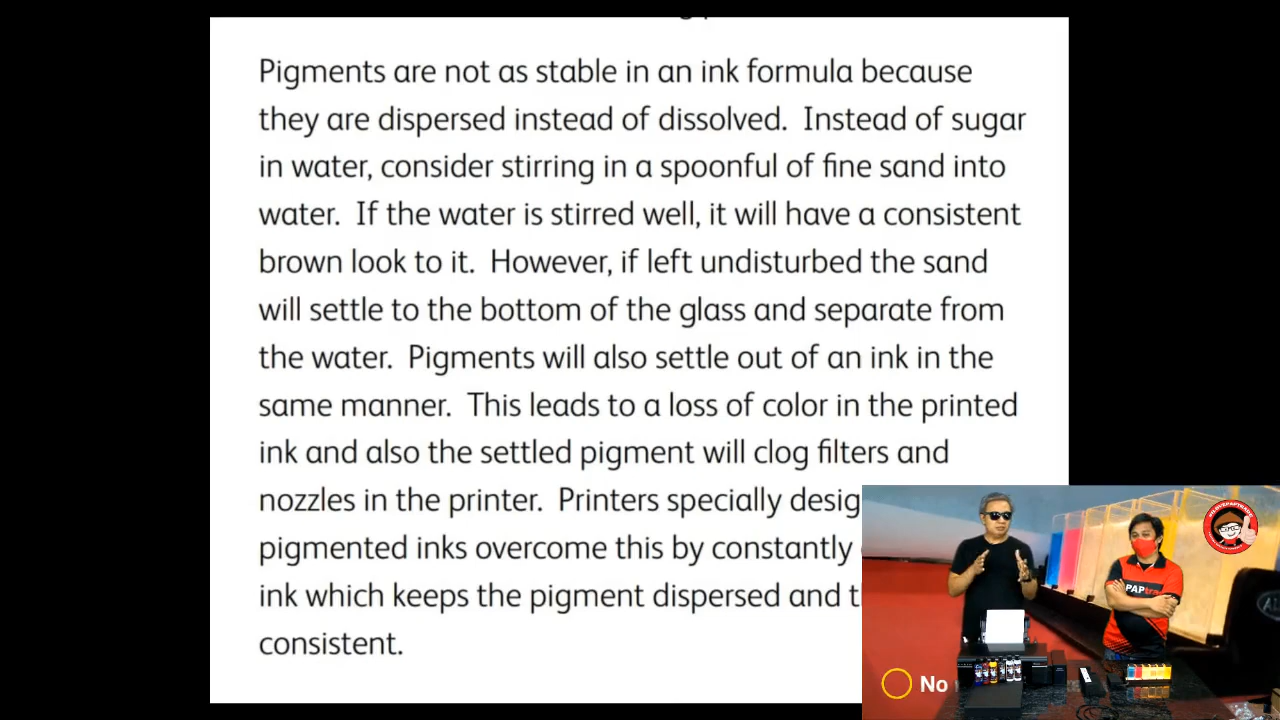 Pigments are not as stable in an ink formula because
they are dispersed instead of dissolved. Instead of sugar
in water, consider stirring in a spoonful of fine sand into
water. If the water is stirred well, it will have a consistent
brown look to it. However, if left undisturbed the sand
will settle to the bottom of the glass and separate from
the water. Pigments will also settle out of an ink in the
same manner. This leads to a loss of color in the printed
ink and also the settled pigment will clog filters and
nozzles in the printer. Printers specially desig
pigmented inks overcome this by constantly
ink which keeps the pigment dispersed and t
consistent.
PAP
No